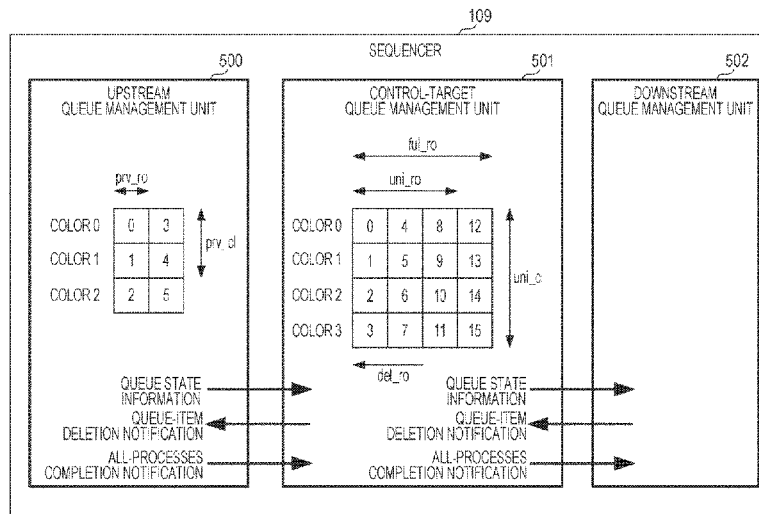 109
SEQUENCER
500
UPSTREAM
QUEUE MANAGEMENT UNIT
prv_ro
COLOR 0 0 3
COLOR 1 1 4
COLOR 2 2 5
prv_cl
QUEUE STATE
INFORMATION
QUEUE-ITEM
DELETION NOTIFICATION
ALL-PROCESSES
COMPLETION NOTIFICATION
501
CONTROL-TARGET
QUEUE MANAGEMENT UNIT
ful_ro
uni_ro
COLOR 0 0 4 8 12
COLOR 1 1 5 9 13
COLOR 2 2 6 10 14
COLOR 3 3 7 11 15
uni_c
del_ro
QUEUE STATE
INFORMATION
QUEUE-ITEM
DELETION NOTIFICATION
ALL-PROCESSES
COMPLETION NOTIFICATION
502
DOWNSTREAM
QUEUE MANAGEMENT UNIT